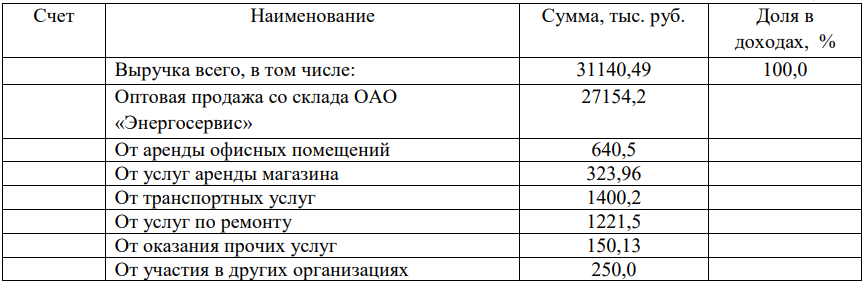 Счет Наименование Сумма, тыс. руб. Доля в
доходах, %
Выручка всего, в том числе: 31140,49 100,0
Оптовая продажа со склада ОАО 27154,2
«Энергосервис»
От аренды офисных помещений 640,5
От услуг аренды магазина 323,96
От транспортных услуг 1400,2
От услуг по ремонту 1221,5
От оказания прочих услуг 150,13
От участия в других организациях 250,0